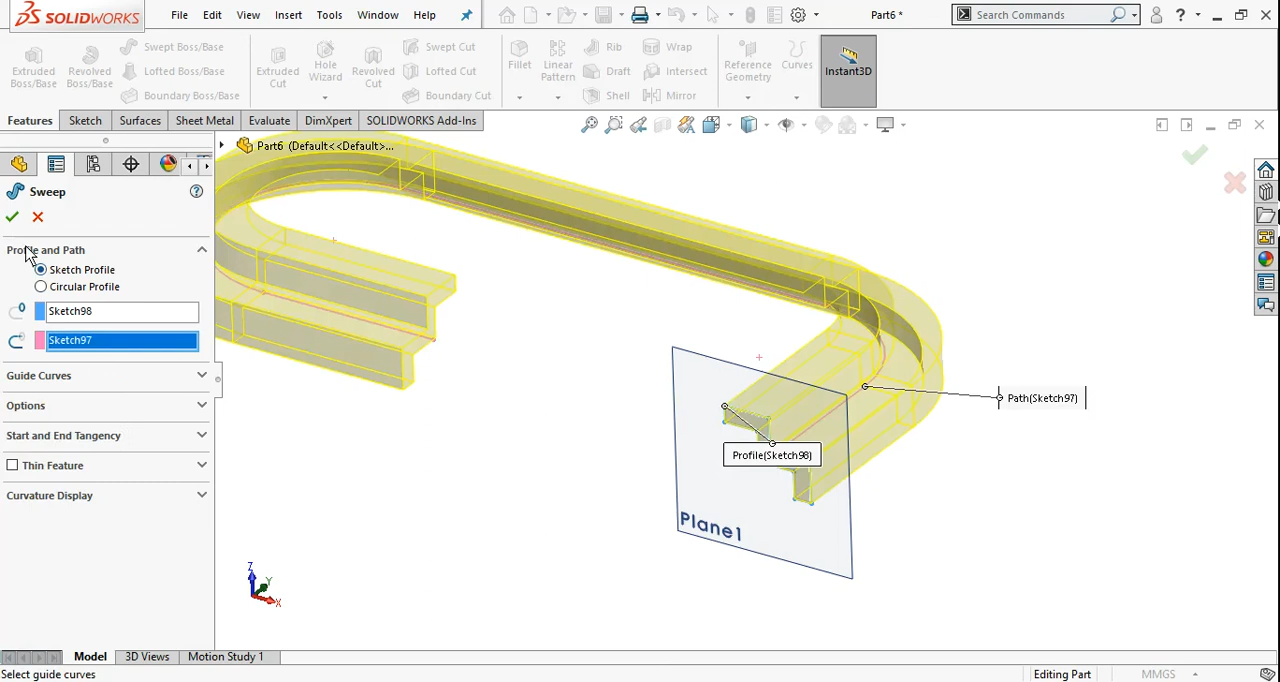 SOLIDWORKS
File Edit View Insert Tools Window Help
Part6 *
Search Commands
Extruded Boss/Base
Revolved Boss/Base
Swept Boss/Base
Lofted Boss/Base
Boundary Boss/Base
Extruded Cut
Hole Wizard
Revolved Cut
Swept Cut
Lofted Cut
Boundary Cut
Fillet
Linear Pattern
Rib
Draft
Shell
Wrap
Intersect
Mirror
Reference Geometry
Curves
Instant3D
Features Sketch Surfaces Sheet Metal Evaluate DimXpert SOLIDWORKS Add-Ins
Part6 (Default<<Default>...
Sweep
Profile and Path
Sketch Profile
Circular Profile
Sketch98
Sketch97
Guide Curves
Options
Start and End Tangency
Thin Feature
Curvature Display
Path(Sketch97)
Profile(Sketch98)
Plane1
Z
Y
X
Model 3D Views Motion Study 1
Select guide curves
Editing Part
MMGS